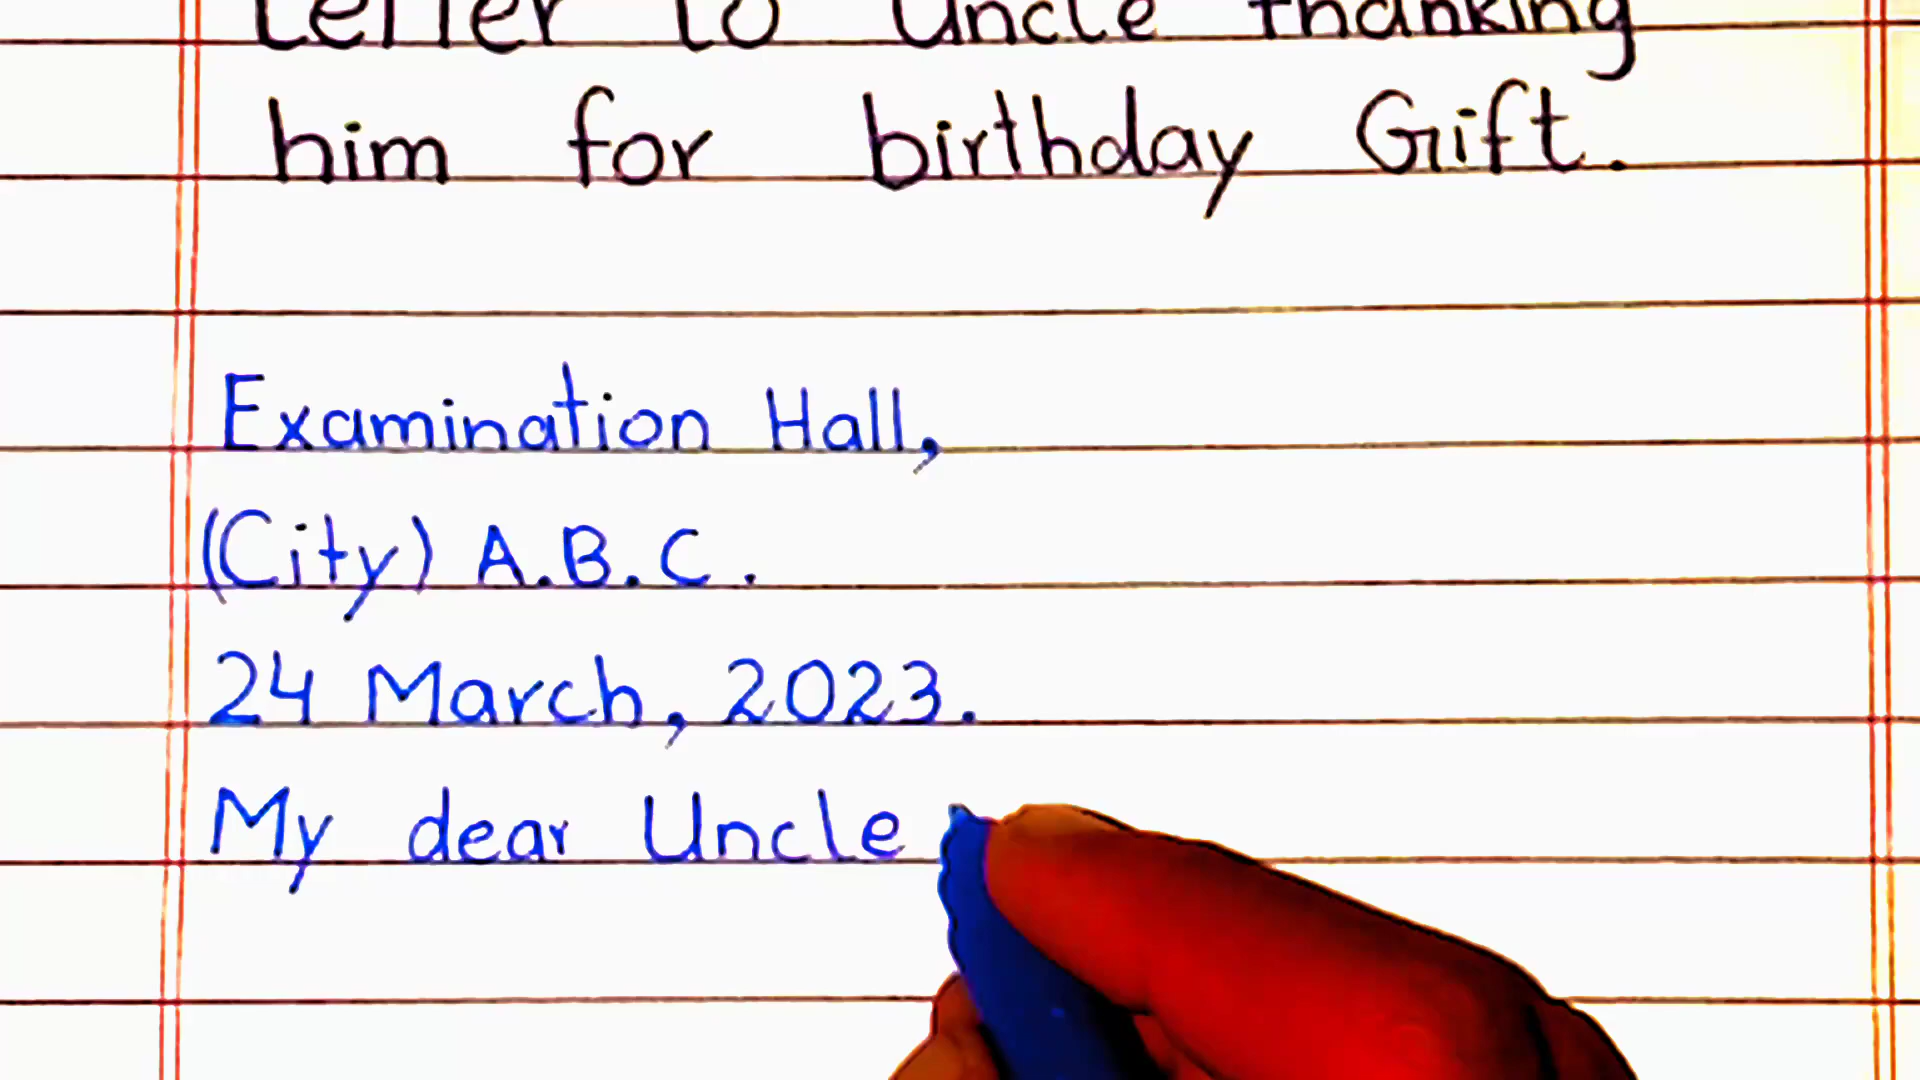 Letter to Uncle thanking
him for birthday Gift.
Examination Hall,
(City) A.B.C.
24 March, 2023.
My dear Uncle